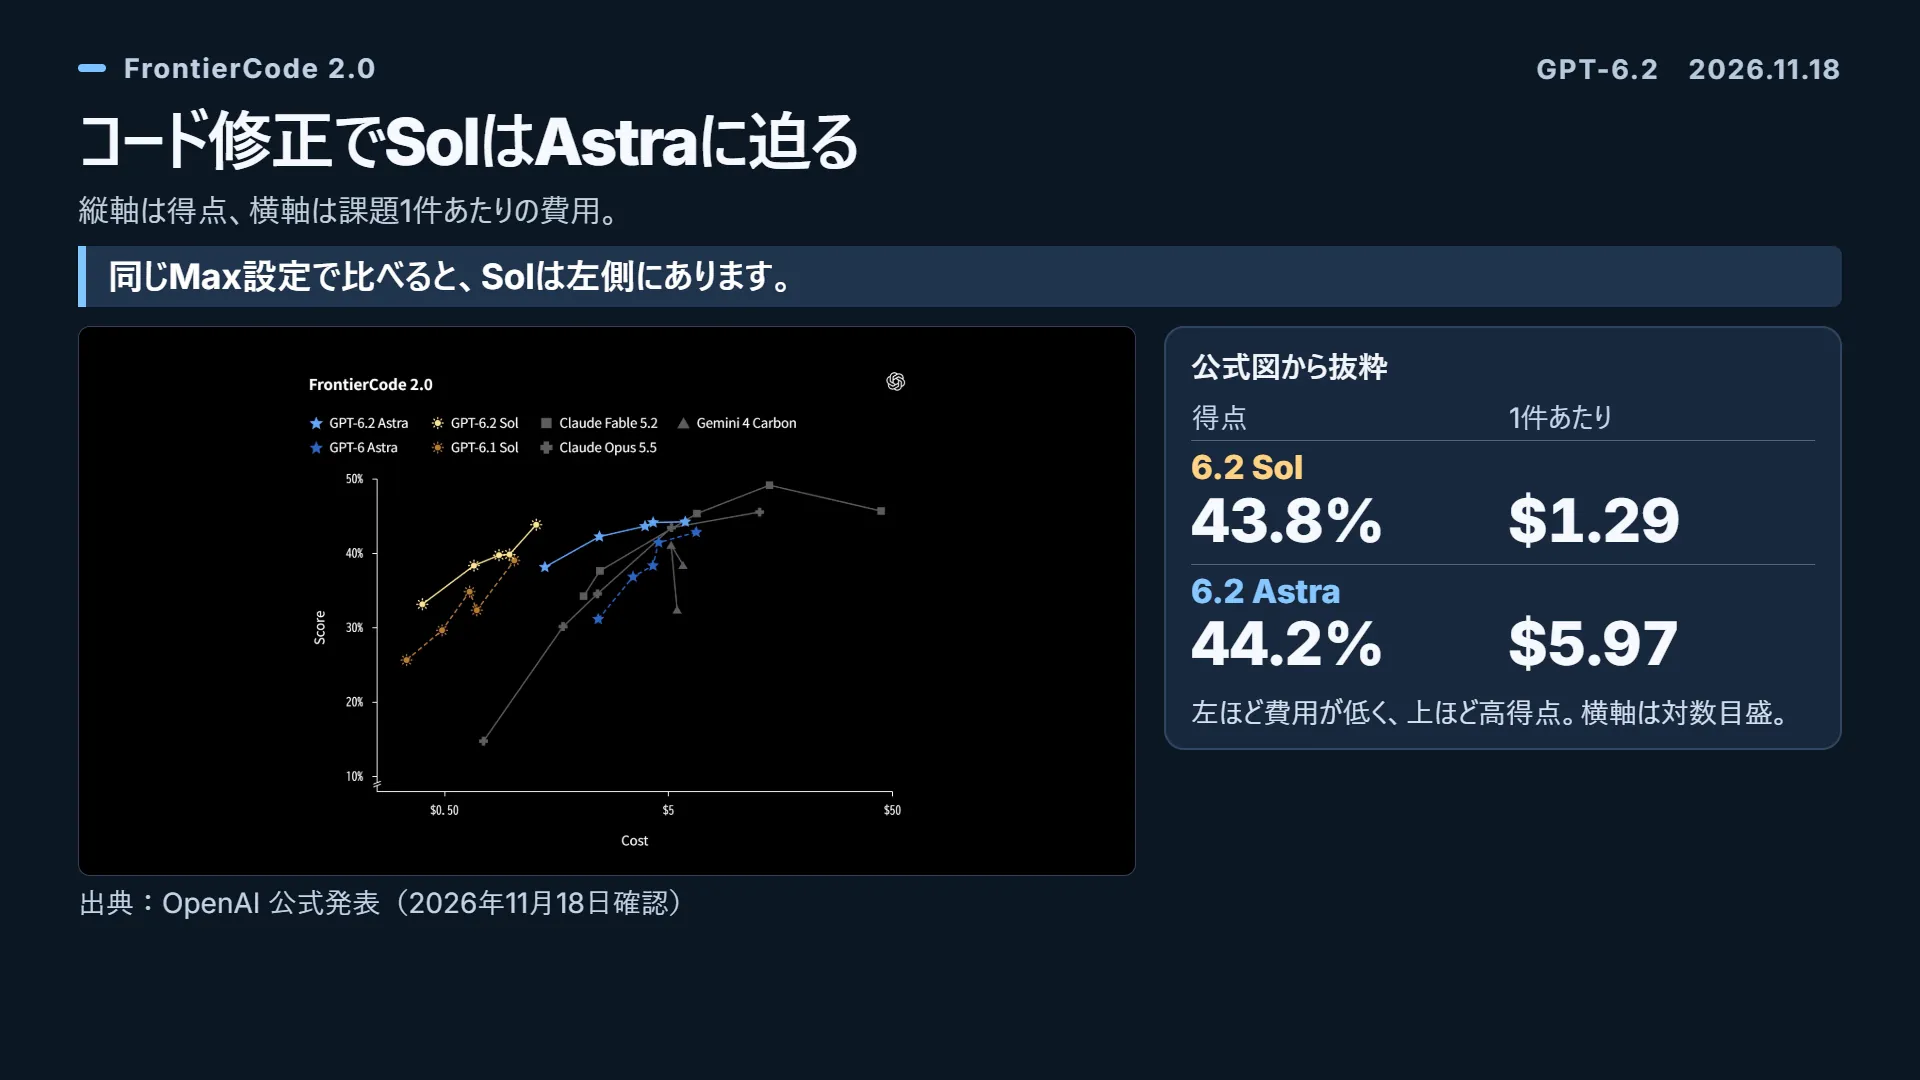 FrontierCode 2.0
GPT-6.2 2026.11.18
コード修正でSolはAstraに迫る
縦軸は得点、横軸は課題1件あたりの費用。
同じMax設定で比べると、Solは左側にあります。
FrontierCode 2.0
GPT-6.2 Astra GPT-6.2 Sol Claude Fable 5.2 Gemini 4 Carbon
GPT-6 Astra GPT-6.1 Sol Claude Opus 5.5
50%
40%
30%
20%
10%
Score
$0.50 $5 $50
Cost
公式図から抜粋
得点 1件あたり
6.2 Sol
43.8% $1.29
6.2 Astra
44.2% $5.97
左ほど費用が低く、上ほど高得点。横軸は対数目盛。
出典：OpenAI 公式発表（2026年11月18日確認）